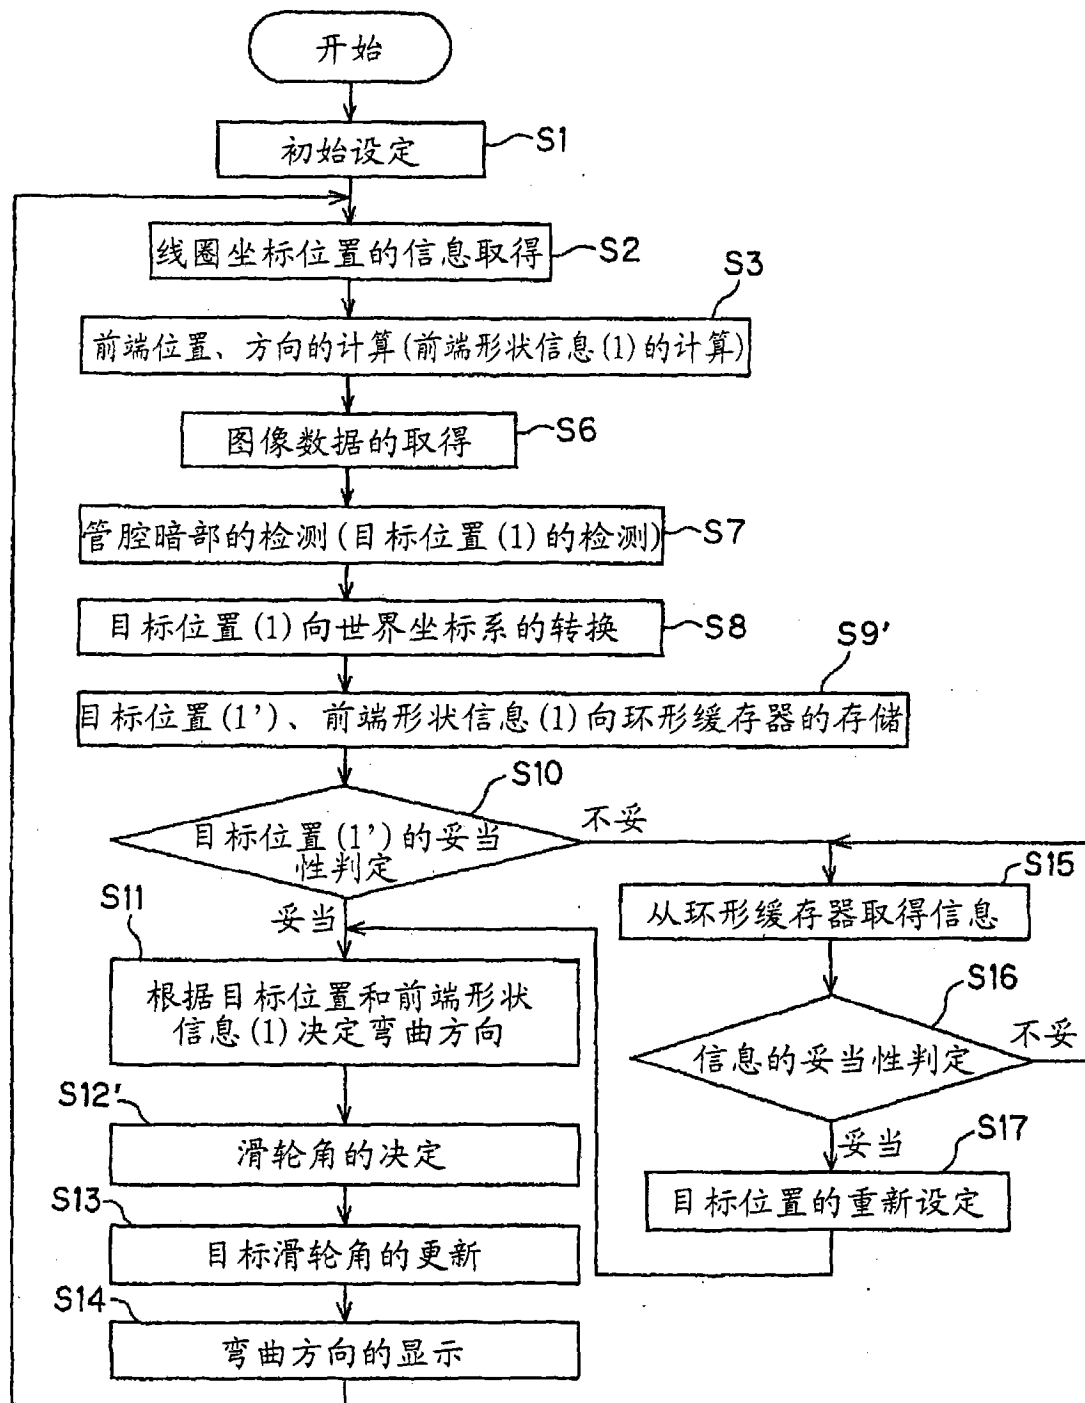 开始
初始设定
S1
线圈坐标位置的信息取得
S2
S3
前端位置、方向的计算(前端形状信息(1)的计算)
图像数据的取得
S6
管腔暗部的检测(目标位置(1)的检测)
S7
目标位置(1)向世界坐标系的转换
S8
S9'
目标位置(1')、前端形状信息(1)向环形缓存器的存储
S10
目标位置(1')的妥当
性判定
不妥
妥当
S15
从环形缓存器取得信息
S11
根据目标位置和前端形状
信息(1)决定弯曲方向
S16
信息的妥当性判定
不妥
妥当
S12'
滑轮角的决定
S17
目标位置的重新设定
S13
目标滑轮角的更新
S14
弯曲方向的显示